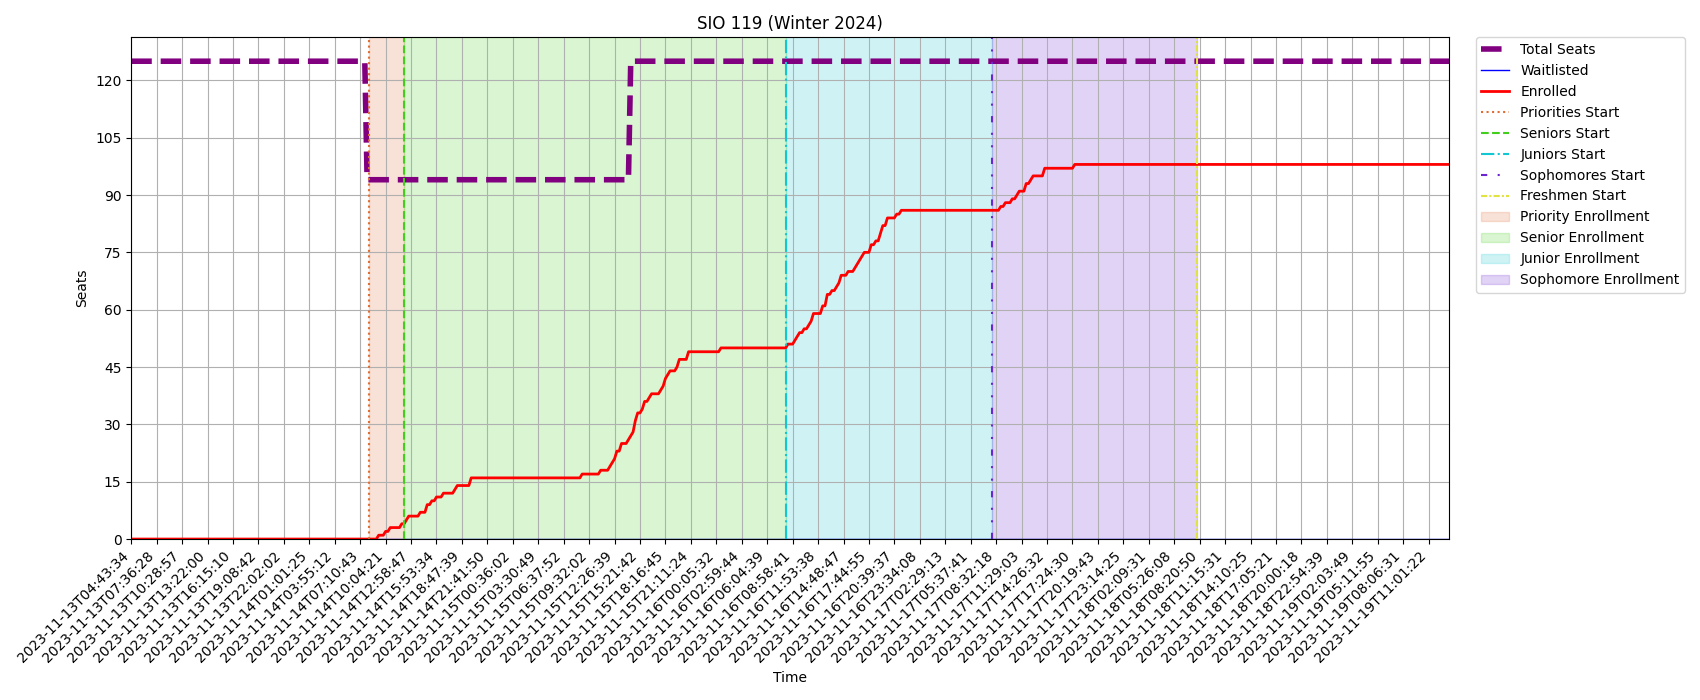 SIO 119 (Winter 2024)
Total Seats
Waitlisted
Enrolled
Priorities Start
Seniors Start
Juniors Start
Sophomores Start
Freshmen Start
Priority Enrollment
Senior Enrollment
Junior Enrollment
Sophomore Enrollment
Seats
120
105
90
75
60
45
30
15
0
2023-11-13T04:43:34
2023-11-13T07:36:28
2023-11-13T10:28:57
2023-11-13T13:22:00
2023-11-13T16:15:10
2023-11-13T19:08:42
2023-11-13T22:02:02
2023-11-14T01:01:25
2023-11-14T03:55:12
2023-11-14T07:10:43
2023-11-14T10:04:21
2023-11-14T12:58:47
2023-11-14T15:53:34
2023-11-14T18:47:39
2023-11-14T21:41:50
2023-11-15T00:36:02
2023-11-15T03:30:49
2023-11-15T06:37:52
2023-11-15T09:32:02
2023-11-15T12:26:39
2023-11-15T15:21:42
2023-11-15T18:16:45
2023-11-15T21:11:24
2023-11-16T00:05:32
2023-11-16T02:59:44
2023-11-16T06:04:39
2023-11-16T08:58:41
2023-11-16T11:53:38
2023-11-16T14:48:47
2023-11-16T17:44:55
2023-11-16T20:39:37
2023-11-16T23:34:08
2023-11-17T02:29:13
2023-11-17T05:37:41
2023-11-17T08:32:18
2023-11-17T11:29:03
2023-11-17T14:26:32
2023-11-17T17:24:30
2023-11-17T20:19:43
2023-11-17T23:14:25
2023-11-18T02:09:31
2023-11-18T05:26:08
2023-11-18T08:20:50
2023-11-18T11:15:31
2023-11-18T14:10:25
2023-11-18T17:05:21
2023-11-18T20:00:18
2023-11-18T22:54:39
2023-11-19T02:03:49
2023-11-19T05:11:55
2023-11-19T08:06:31
2023-11-19T11:01:22
Time